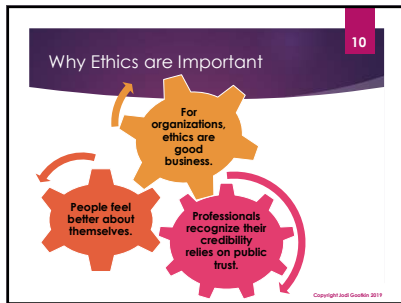 10
Why Ethics are Important
For
organizations,
ethics are
good
business.
People feel
better about
themselves.
Professionals
recognize their
credibility
relies on public
trust.
Copyright Jodi Gootkin 2019